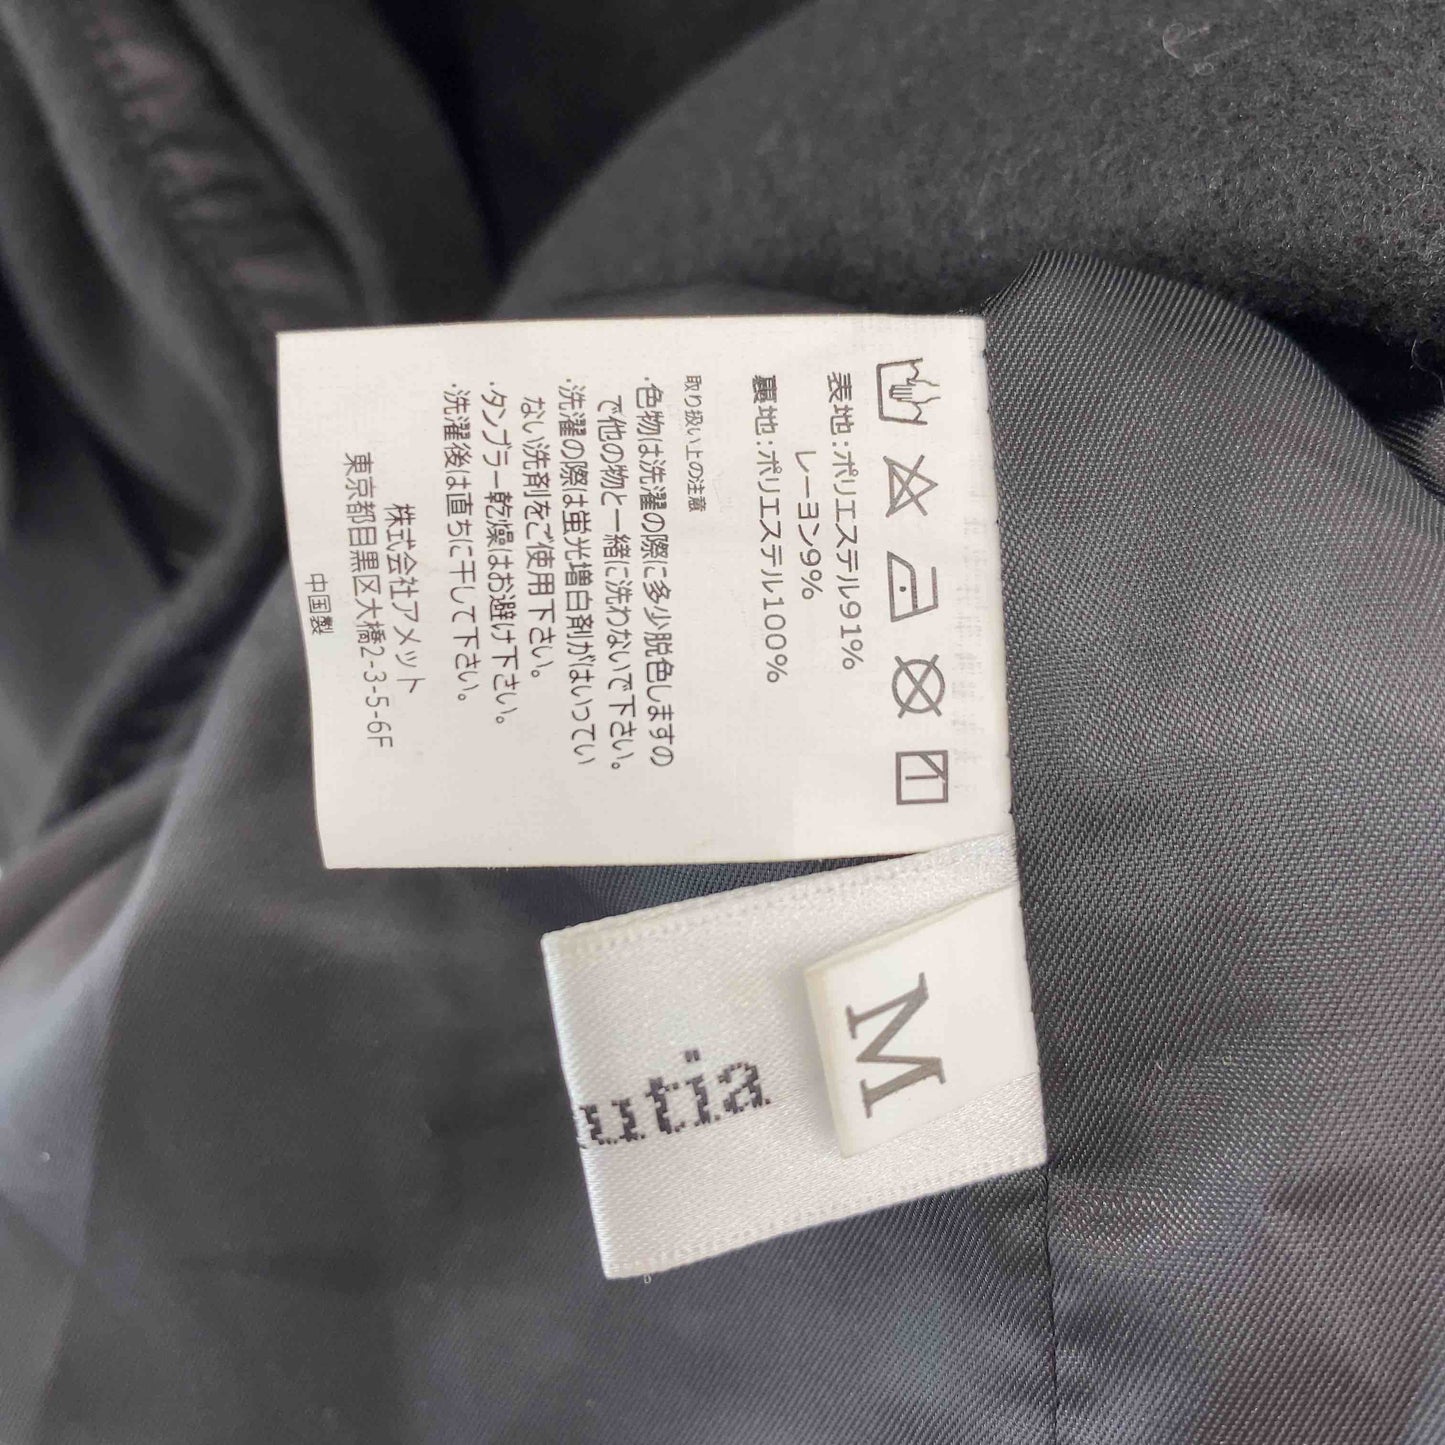 表地:ポリエステル91%
レーヨン9%
裏地:ポリエステル100%
取り扱い上の注意
·色物は洗濯の際に多少脱色しますの
で他の物と一緒に洗わないで下さい。
·洗濯の際は蛍光増白剤がはいってい
ない洗剤をご使用下さい。
·タンブラー乾燥はお避け下さい。
·洗濯後は直ちに干して下さい。
株式会社アメット
東京都目黒区大橋2-3-5-6F
中国製
M